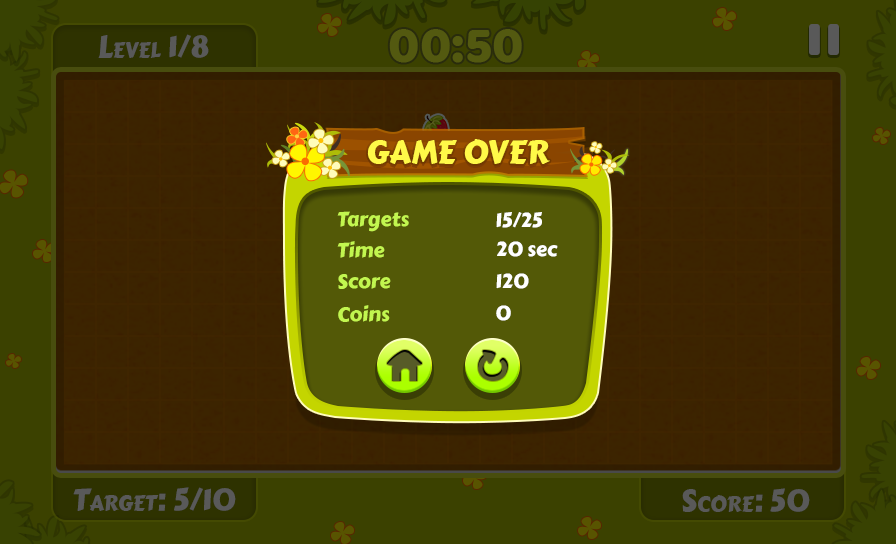 Level 1/8
00:50
GAME OVER
Targets 15/25
Time 20 sec
Score 120
Coins 0
Target: 5/10
Score: 50